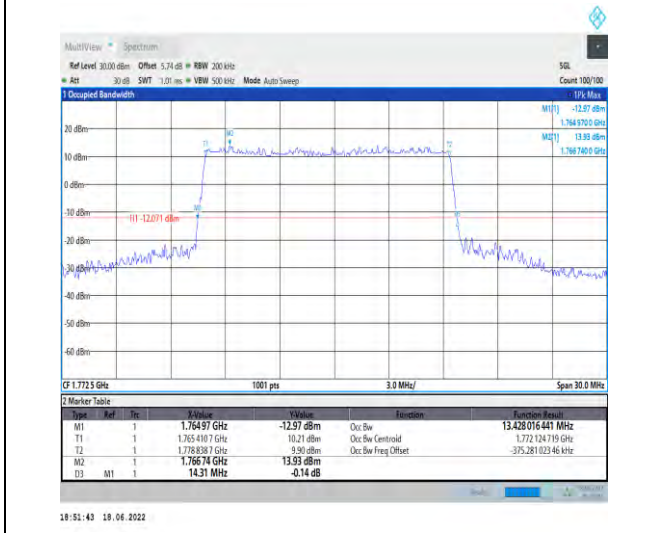 MultiView Spectrum
Ref Level 30.00 dBm Offset 5.74 dB RBW 200 kHz SGL
Att 30 dB SWT 1.01 ms VBW 500 kHz Mode Auto Sweep Count 100/100
1 Occupied Bandwidth 1Pk Max
M1[1] -12.97 dBm
1.764 970 0 GHz
M2[1] 13.93 dBm
1.766 740 0 GHz
20 dBm
M2
T1 T2
10 dBm
0 dBm
M1
-10 dBm
H1 -12.071 dBm
-20 dBm
-30 dBm
-40 dBm
-50 dBm
-60 dBm
CF 1.772 5 GHz 1001 pts 3.0 MHz/ Span 30.0 MHz
2 Marker Table
Type Ref Trc X-Value Y-Value Function Function Result
M1 1 1.764 97 GHz -12.97 dBm Occ Bw 13.428 016 441 MHz
T1 1 1.765 410 7 GHz 10.21 dBm Occ Bw Centroid 1.772 124 719 GHz
T2 1 1.778 838 7 GHz 9.90 dBm Occ Bw Freq Offset -375.281 023 46 kHz
M2 1 1.766 74 GHz 13.93 dBm
D3 M1 1 14.31 MHz -0.14 dB
18:51:43 18.06.2022